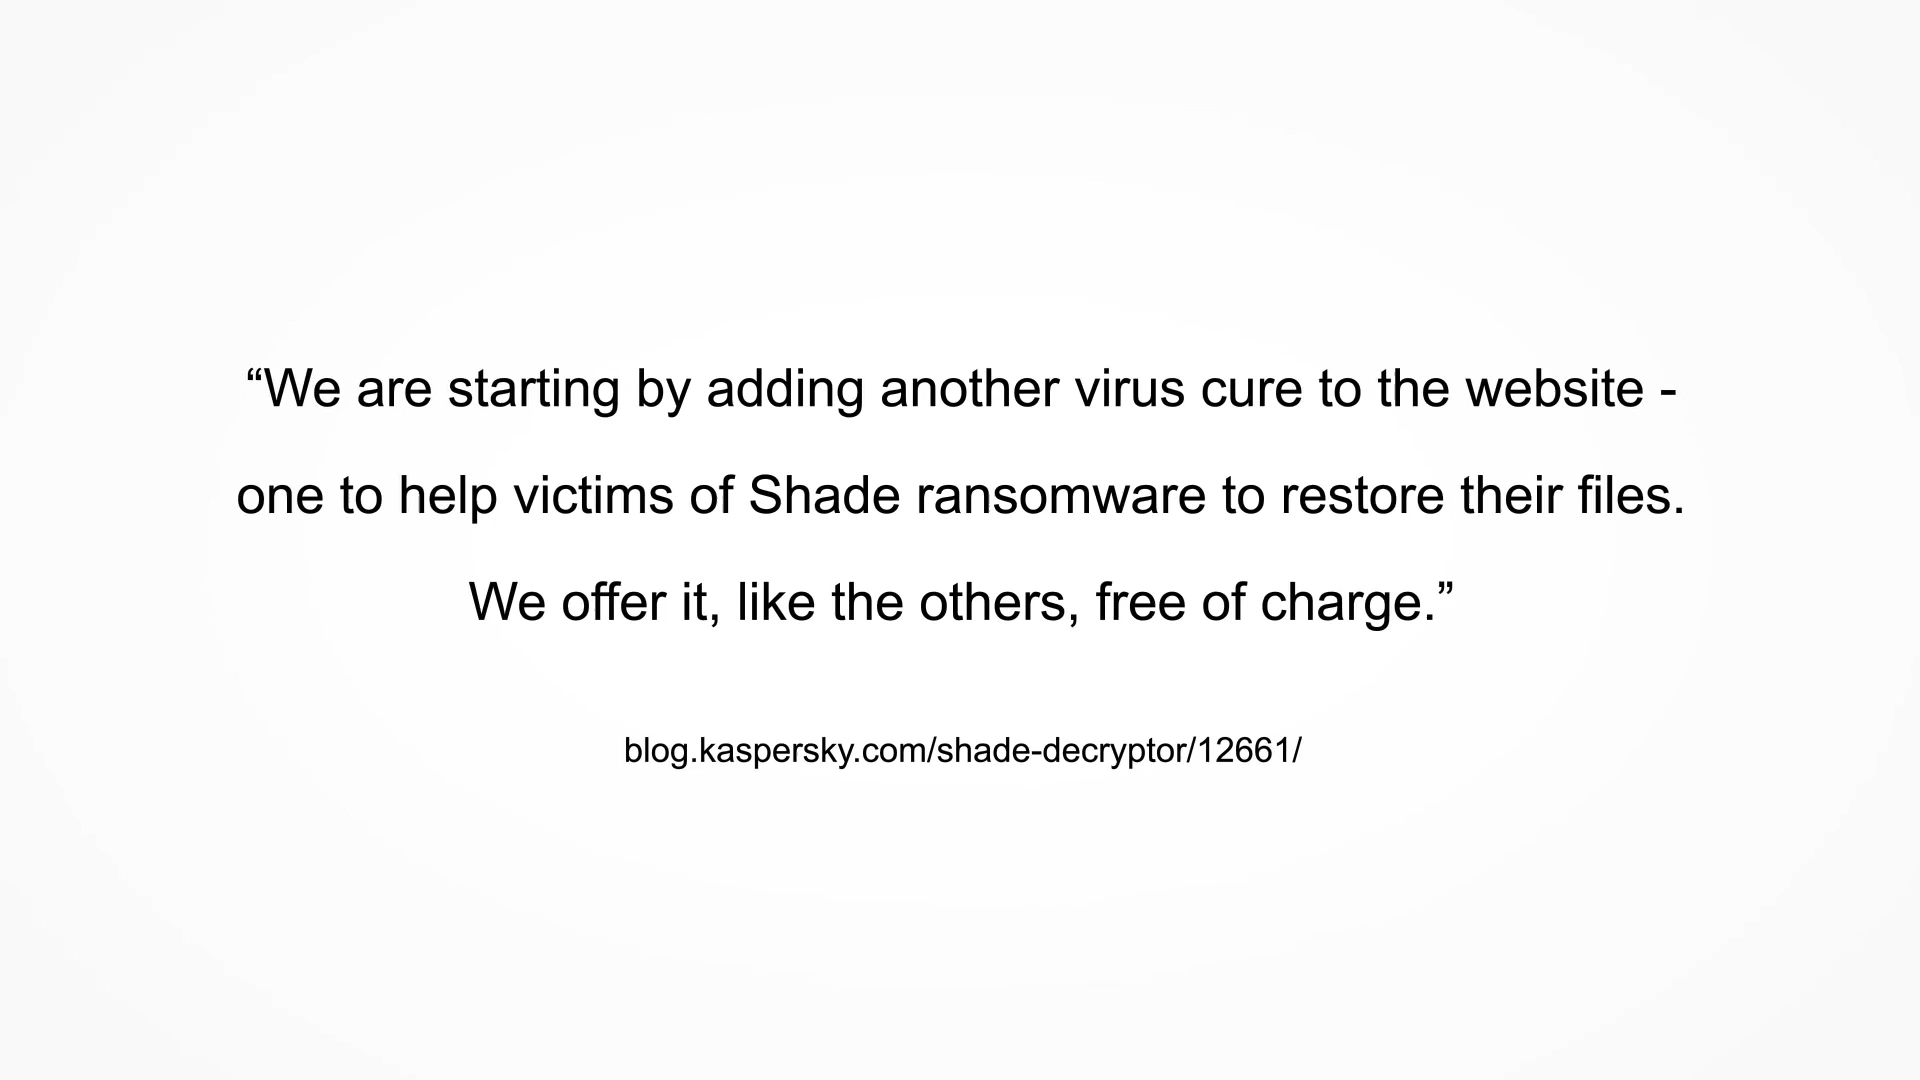 “We are starting by adding another virus cure to the website -
one to help victims of Shade ransomware to restore their files.
We offer it, like the others, free of charge.”
blog.kaspersky.com/shade-decryptor/12661/